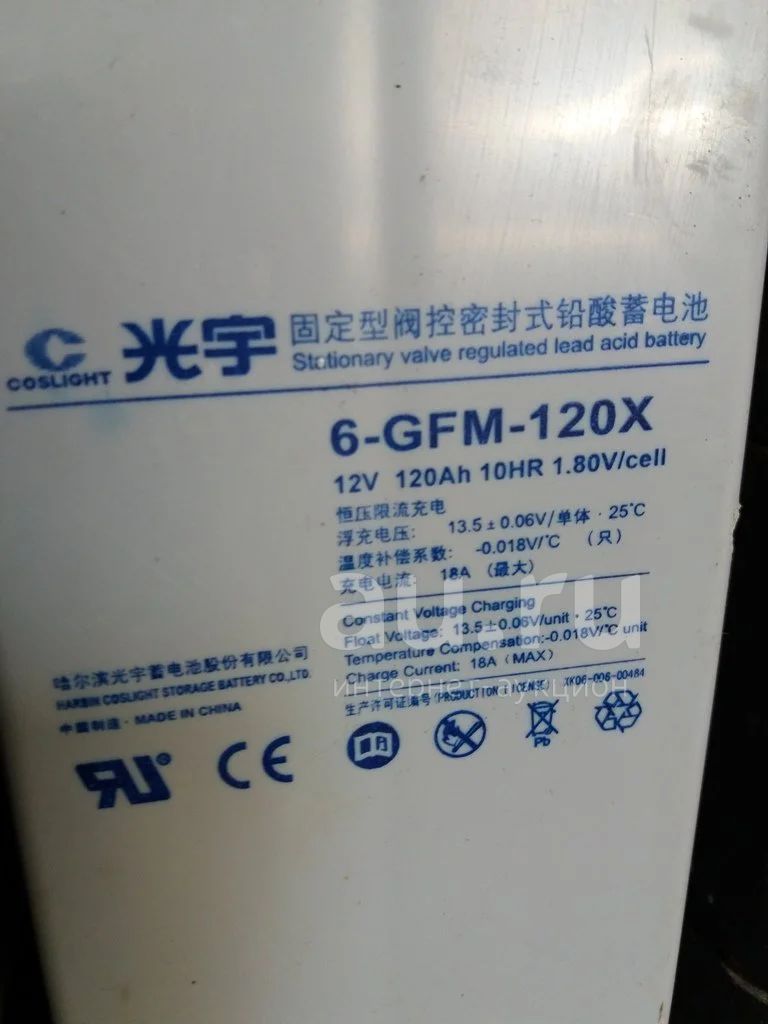 COSLIGHT
光宇
固定型阀控密封式铅酸蓄电池
Stationary valve regulated lead acid battery
6-GFM-120X
12V 120Ah 10HR 1.80V/cell
恒压限流充电
浮充电压: 13.5±0.06V/单体·25℃
温度补偿系数: -0.018V/℃ (只)
充电电流: 18A (最大)
Constant Voltage Charging
Float Voltage: 13.5±0.06V/unit·25℃
Temperature Compensation:-0.018V/℃ unit
Charge Current: 18A (MAX)
生产许可证编号 (PRODUCTION LICENSE) XK06-006-00484
哈尔滨光宇蓄电池股份有限公司
HARBIN COSLIGHT STORAGE BATTERY CO.,LTD.
中国制造·MADE IN CHINA
CE
Pb
au.ru
интернет аукцион